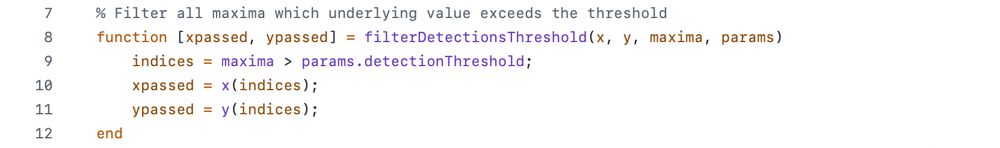 7 % Filter all maxima which underlying value exceeds the threshold
8 function [xpassed, ypassed] = filterDetectionsThreshold(x, y, maxima, params)
9 indices = maxima > params.detectionThreshold;
10 xpassed = x(indices);
11 ypassed = y(indices);
12 end